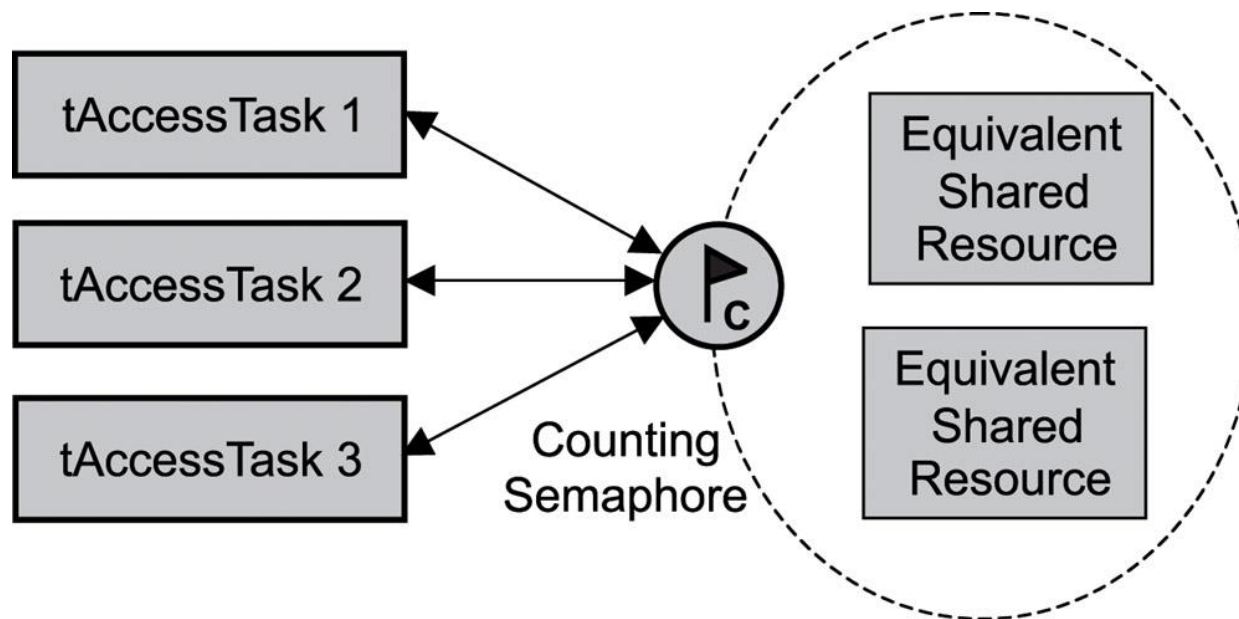 tAccessTask 1
tAccessTask 2
tAccessTask 3
Counting
Semaphore
C
Equivalent
Shared
Resource
Equivalent
Shared
Resource